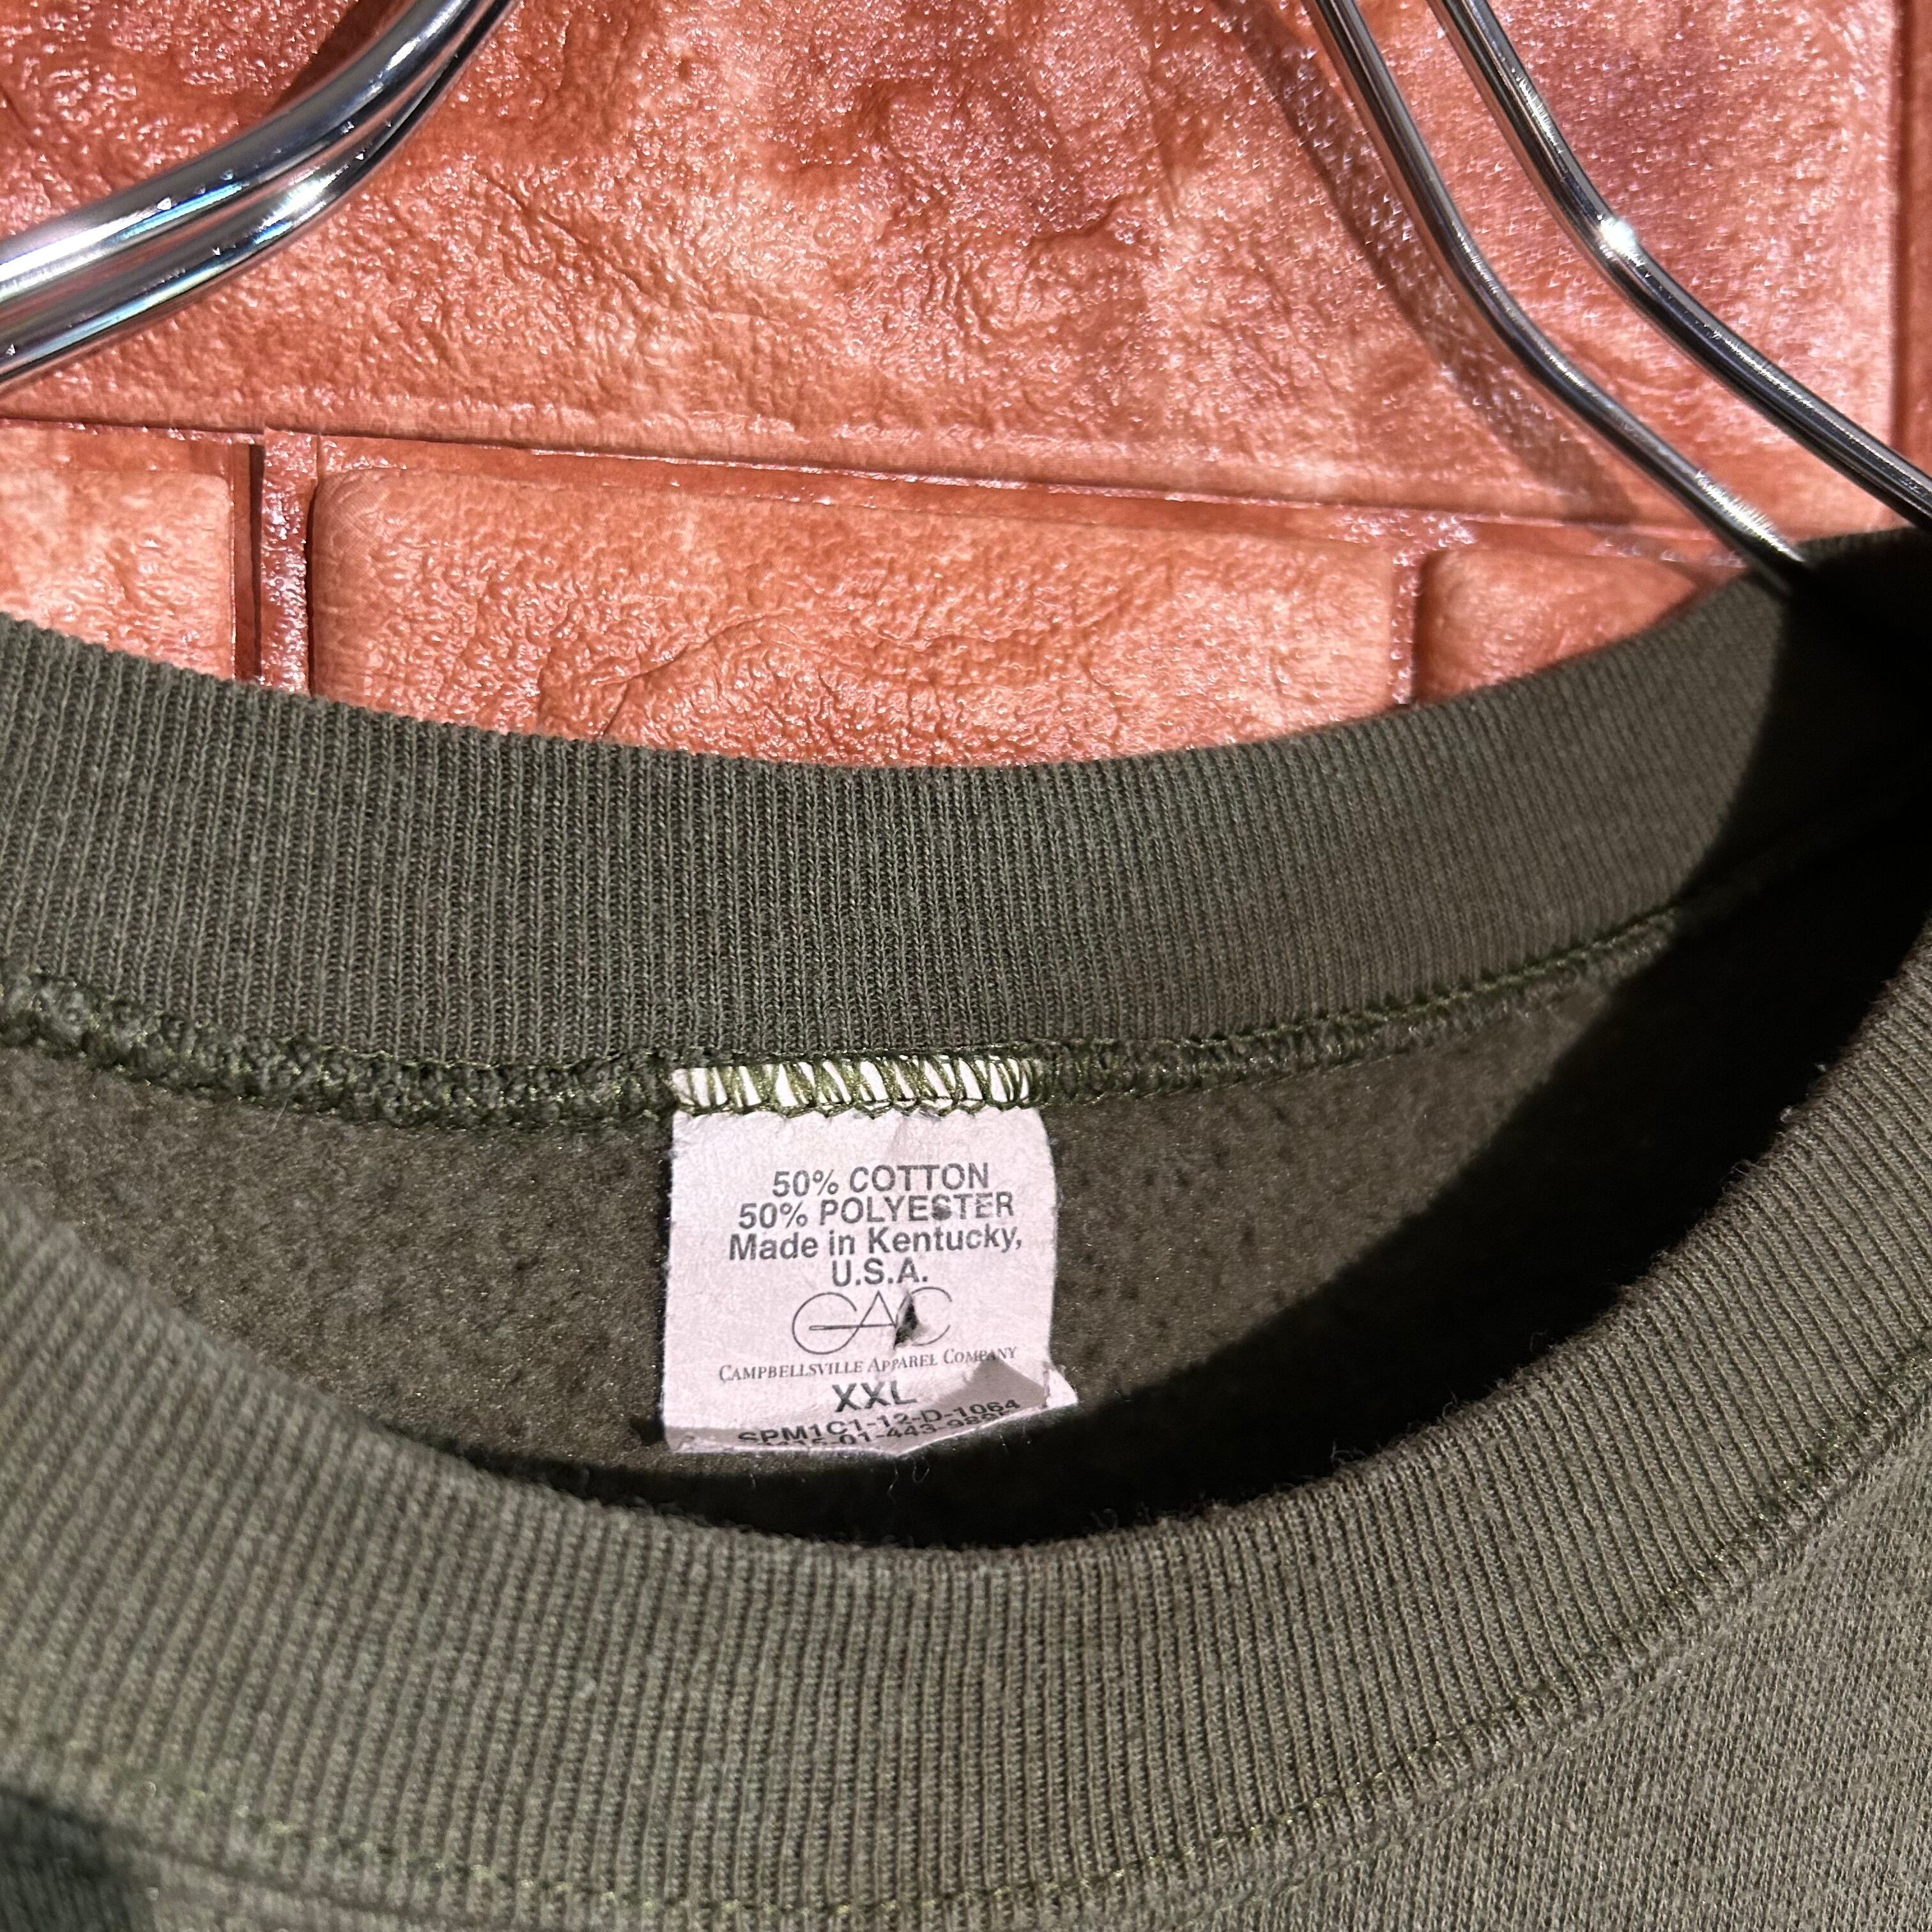 50% COTTON
50% POLYESTER
Made in Kentucky,
U.S.A.
CAC
CAMPBELLSVILLE APPAREL COMPANY
XXL
SPM1C1-12-D-1064